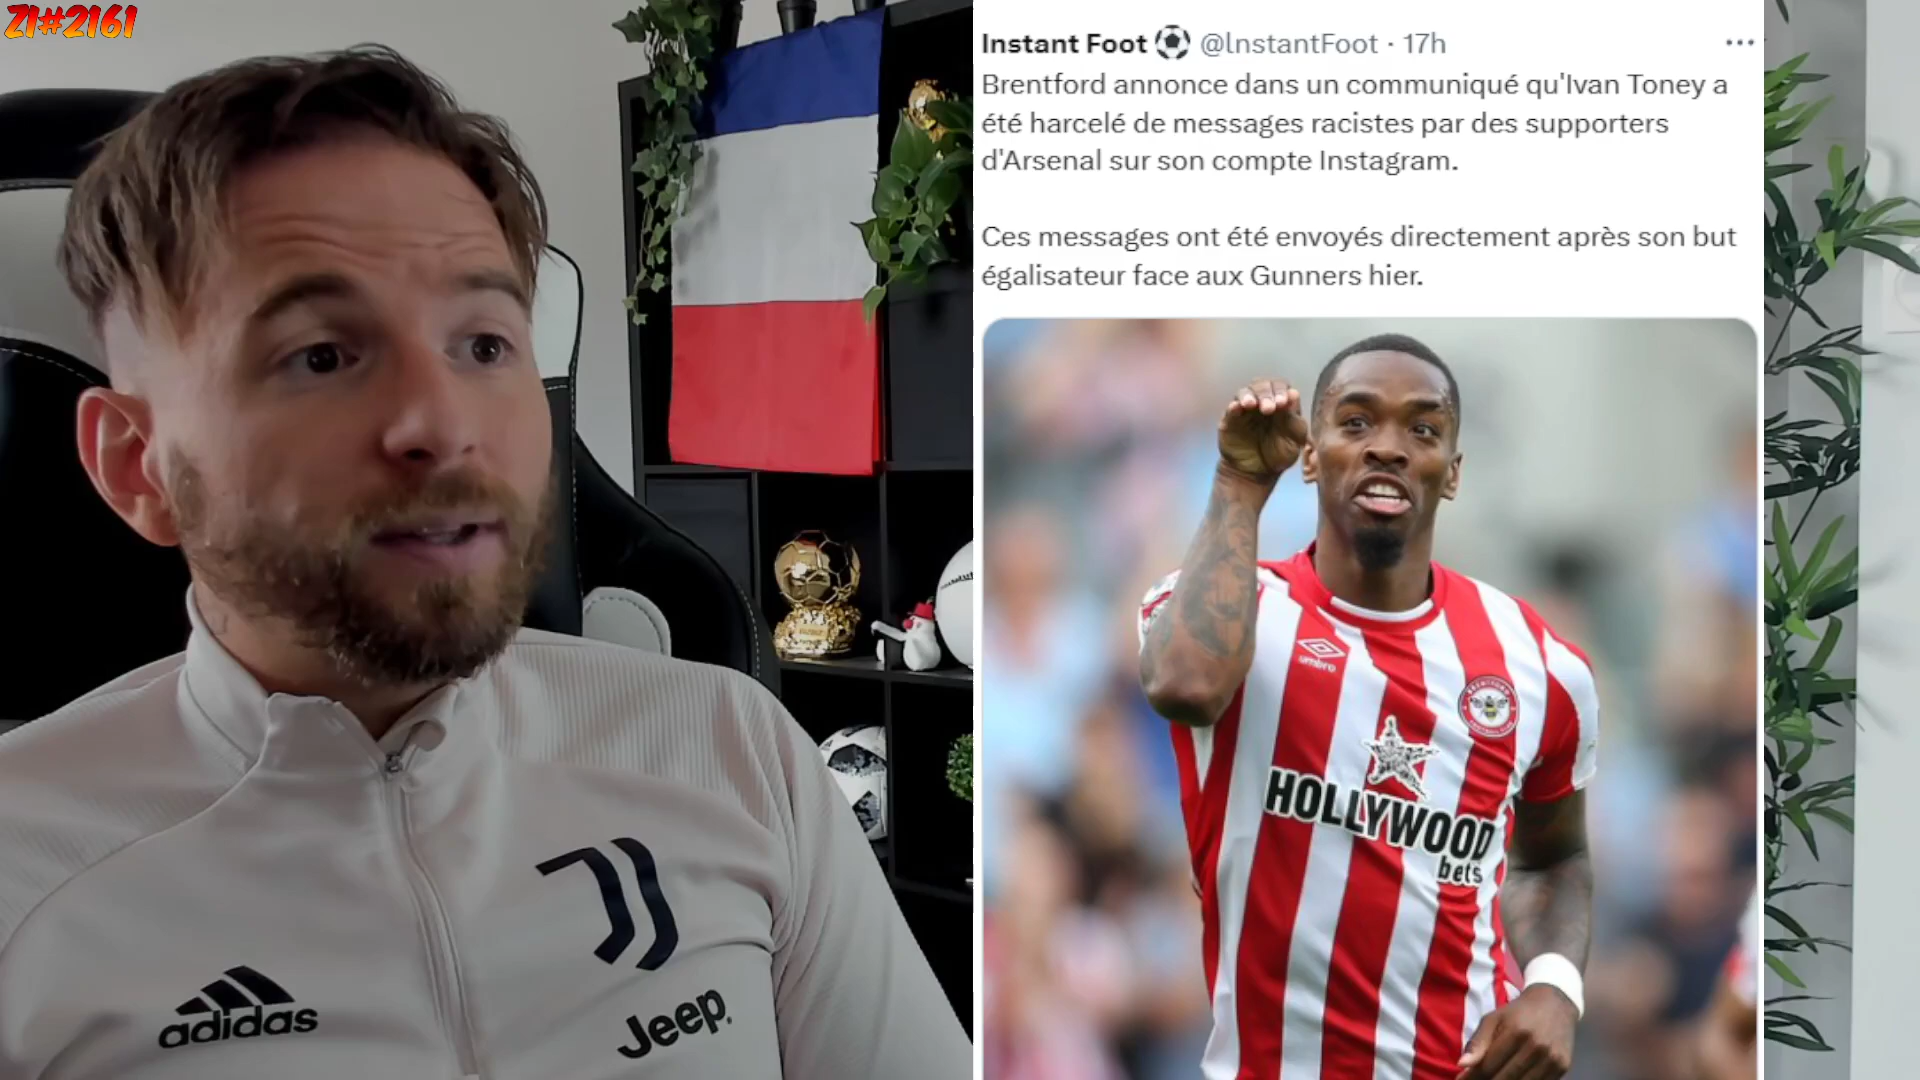 Z1#2161
Instant Foot @lnstantFoot · 17h
Brentford annonce dans un communiqué qu'Ivan Toney a
été harcelé de messages racistes par des supporters
d'Arsenal sur son compte Instagram.
Ces messages ont été envoyés directement après son but
égalisateur face aux Gunners hier.
umbro
HOLLYWOOD
bets
adidas
Jeep